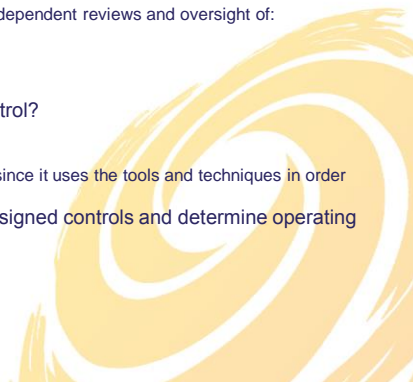 dependent reviews and oversight of:
trol?
since it uses the tools and techniques in order
signed controls and determine operating